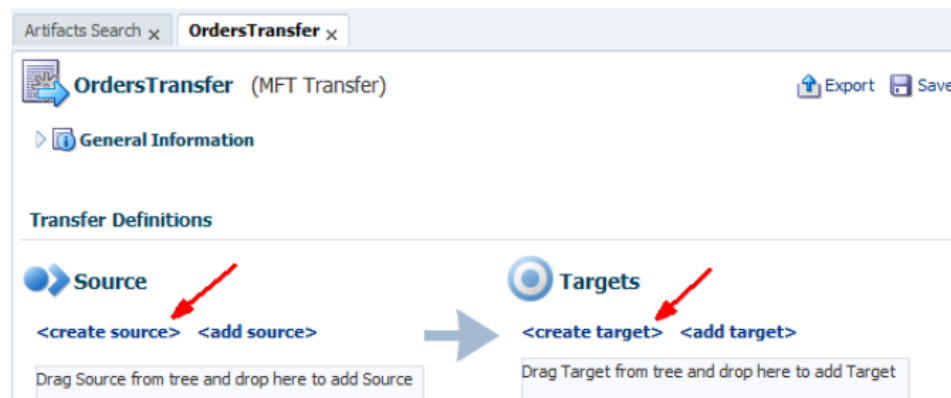 Artifacts Search x OrdersTransfer x
OrdersTransfer (MFT Transfer) Export Save
General Information
Transfer Definitions
Source Targets
<create source> <add source> <create target> <add target>
Drag Source from tree and drop here to add Source Drag Target from tree and drop here to add Target